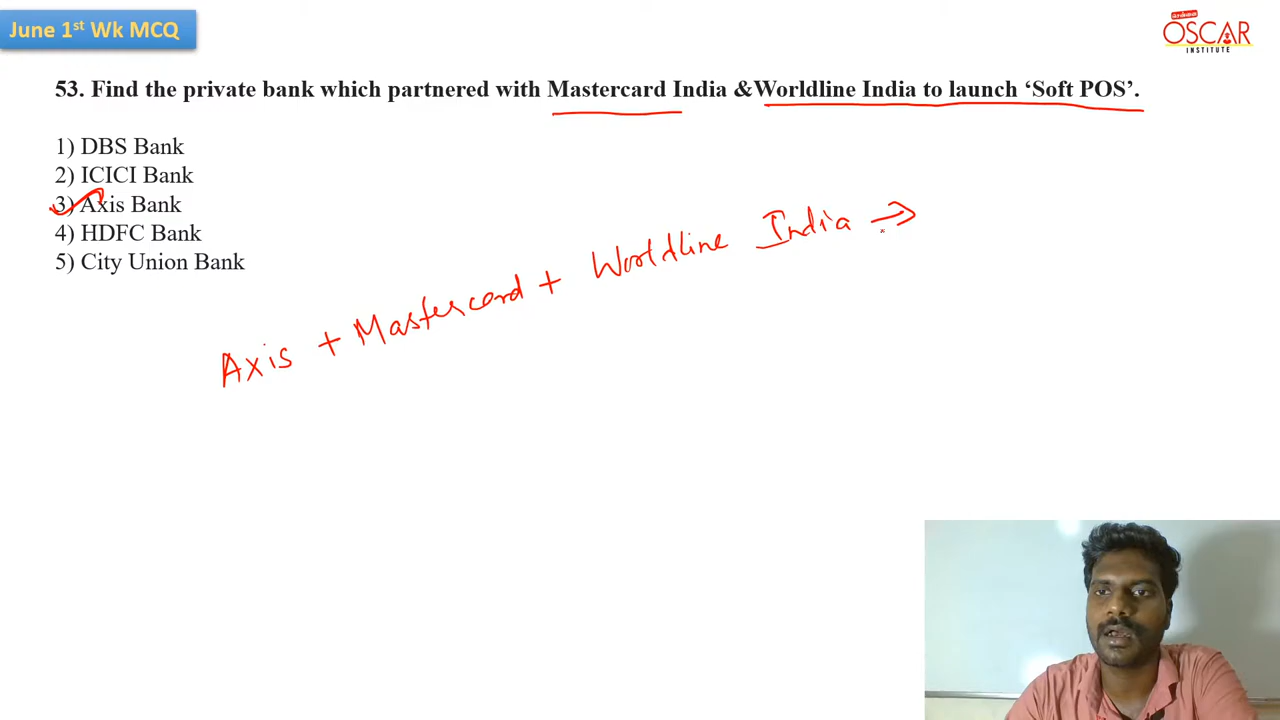 June 1st Wk MCQ
சென்னை
OSCAR
INSTITUTE
53. Find the private bank which partnered with Mastercard India &Worldline India to launch ‘Soft POS’.
1) DBS Bank
2) ICICI Bank
3) Axis Bank
4) HDFC Bank
5) City Union Bank
Axis + Mastercard + Worldline India →